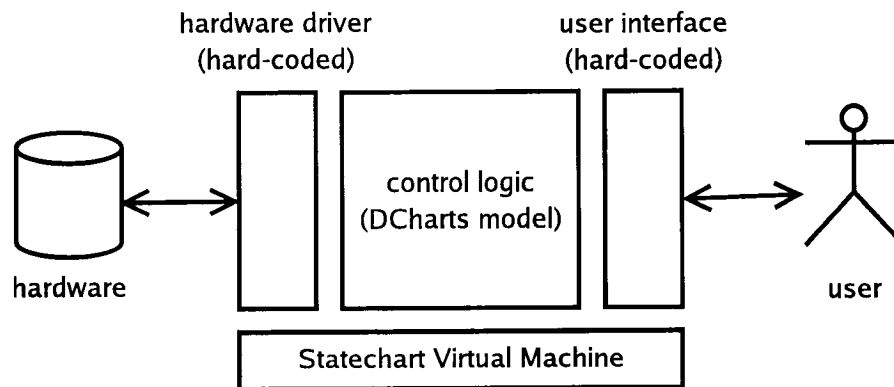 hardware driver
(hard-coded)
user interface
(hard-coded)
control logic
(DCharts model)
hardware
user
Statechart Virtual Machine